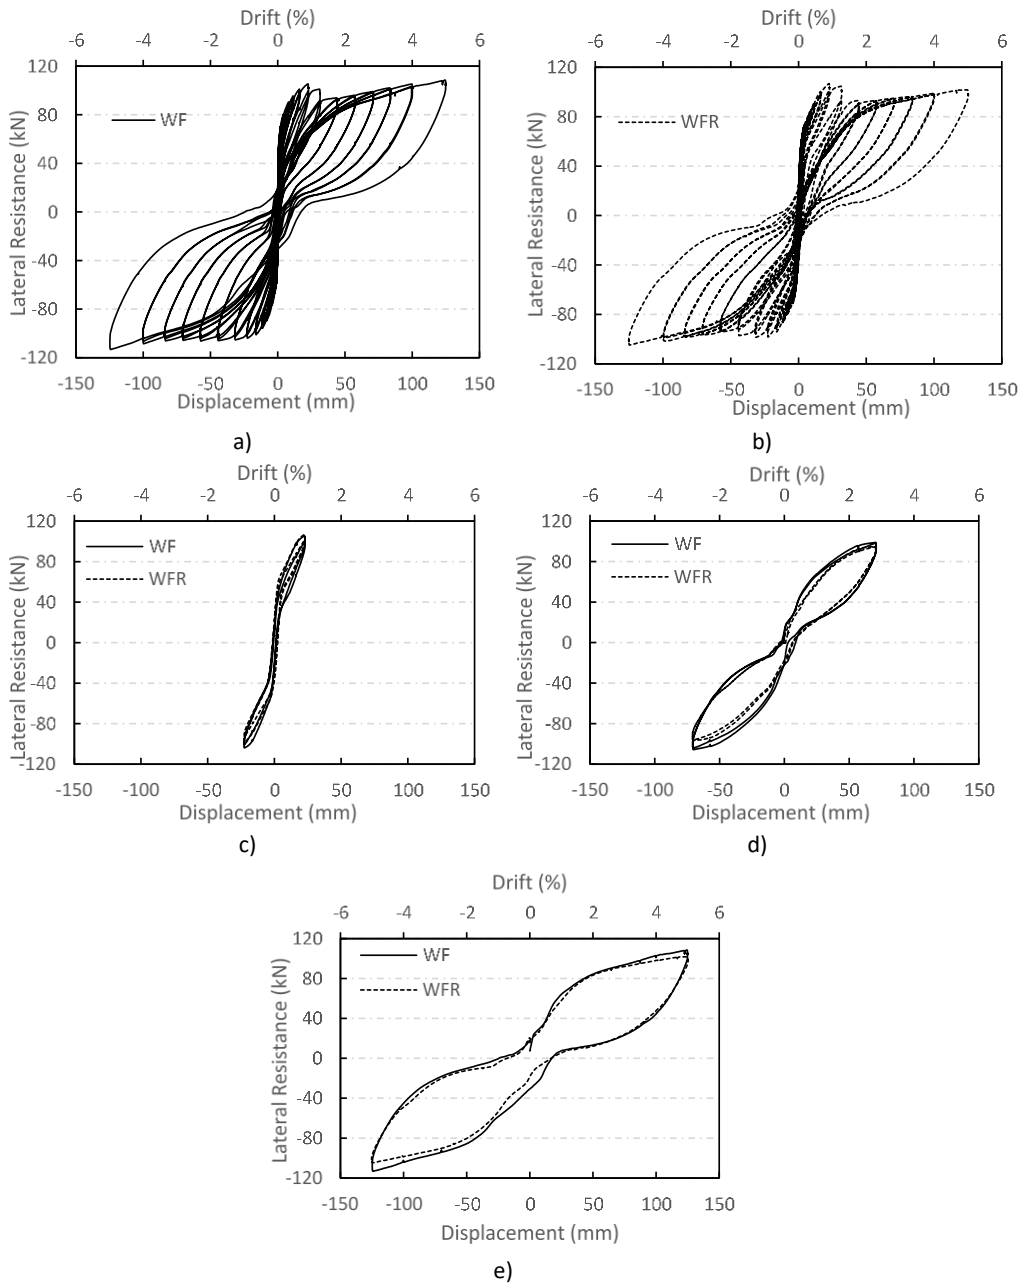 Drift (%)
-6 -4 -2 0 2 4 6
120
80
40
0
-40
-80
-120
Lateral Resistance (kN)
WF
-150 -100 -50 0 50 100 150
Displacement (mm)
a)
Drift (%)
-6 -4 -2 0 2 4 6
120
80
40
0
-40
-80
-120
Lateral Resistance (kN)
WFR
-150 -100 -50 0 50 100 150
Displacement (mm)
b)
Drift (%)
-6 -4 -2 0 2 4 6
120
80
40
0
-40
-80
-120
Lateral Resistance (kN)
WF
WFR
-150 -100 -50 0 50 100 150
Displacement (mm)
c)
Drift (%)
-6 -4 -2 0 2 4 6
120
80
40
0
-40
-80
-120
Lateral Resistance (kN)
WF
WFR
-150 -100 -50 0 50 100 150
Displacement (mm)
d)
Drift (%)
-6 -4 -2 0 2 4 6
120
80
40
0
-40
-80
-120
Lateral Resistance (kN)
WF
WFR
-150 -100 -50 0 50 100 150
Displacement (mm)
e)